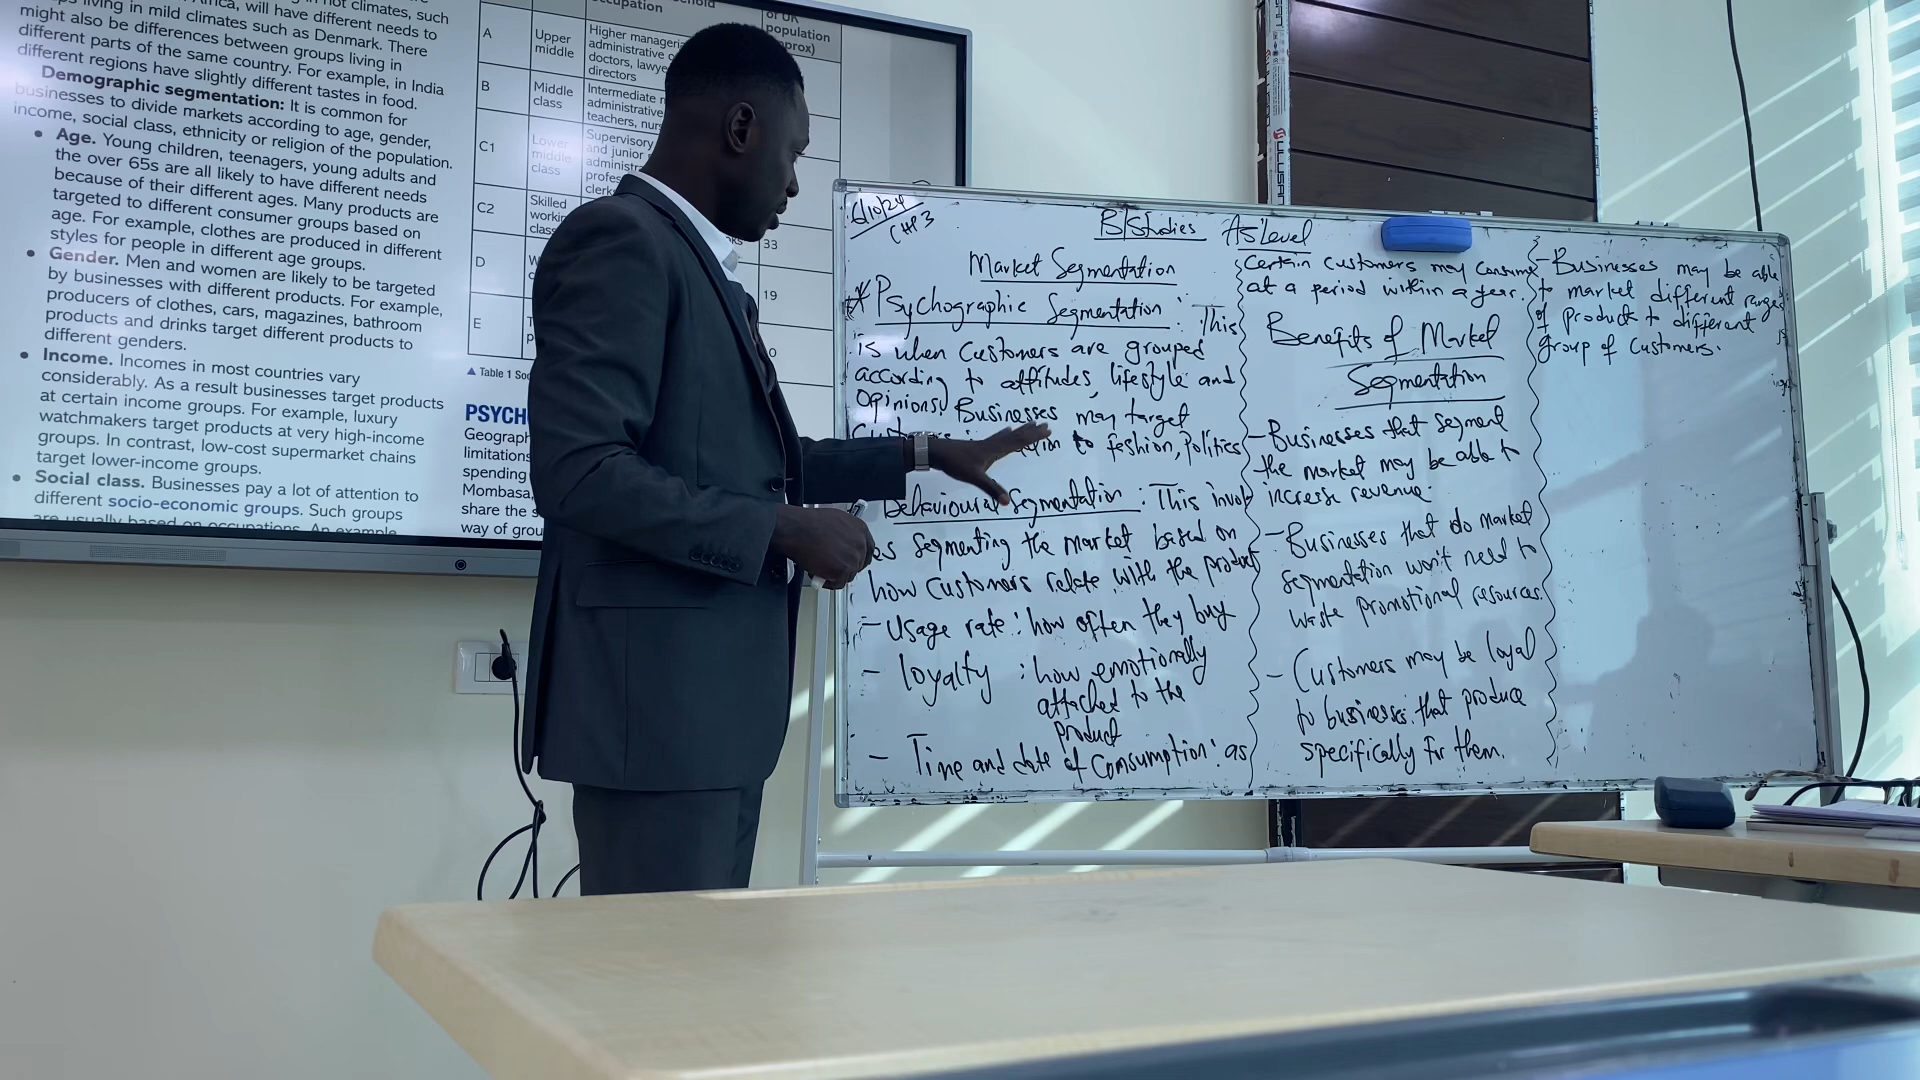 not climates, such
living in mild climates such as Denmark. There
Africa, will have different needs to
might also be differences between groups living in
different parts of the same country. For example, in India
different regions have slightly different tastes in food.
Demographic segmentation: It is common for
businesses to divide markets according to age, gender,
income, social class, ethnicity or religion of the population.
• Age. Young children, teenagers, young adults and
the over 65s are all likely to have different needs
because of their different ages. Many products are
targeted to different consumer groups based on
age. For example, clothes are produced in different
styles for people in different age groups.
• Gender. Men and women are likely to be targeted
by businesses with different products. For example,
producers of clothes, cars, magazines, bathroom
products and drinks target different products to
different genders.
• Income. Incomes in most countries vary
considerably. As a result businesses target products
at certain income groups. For example, luxury
watchmakers target products at very high-income
groups. In contrast, low-cost supermarket chains
target lower-income groups.
• Social class. Businesses pay a lot of attention to
different socio-economic groups. Such groups
are usually based on occupations. An example
occupation
of UK
population
A Upper middle
Higher
administrative
doctors,
directors
B Middle class
Intermediate
administrative
teachers,
C1 Lower middle class
Supervisory
and junior
C2 Skilled
33
D
19
E
▲ Table 1
PSYCH
limitations
spending
Mombasa,
share the
way of
6/10/24
CHP3
B/Studies AS Level
Market Segmentation
* Psychographic Segmentation: This
is when customers are grouped
according to attitudes, lifestyle and
opinions. Businesses may target
to feshion, politics
Behavioural Segmentation: This involv
es segmenting the market based on
how customers relate with the product
- Usage rate: how often they buy
- loyalty: how emotionally
attached to the
product
- Time and date of consumption: as
certain customers may consume
at a period within a year.
Benefits of Market
Segmentation
- Businesses that segment
the market may be able to
increase revenue.
- Businesses that do market
segmentation won't need to
waste promotional resources.
- Customers may be loyal
to businesses that produce
specifically for them.
- Businesses may be able
to market different ranges
of products to different
group of customers.